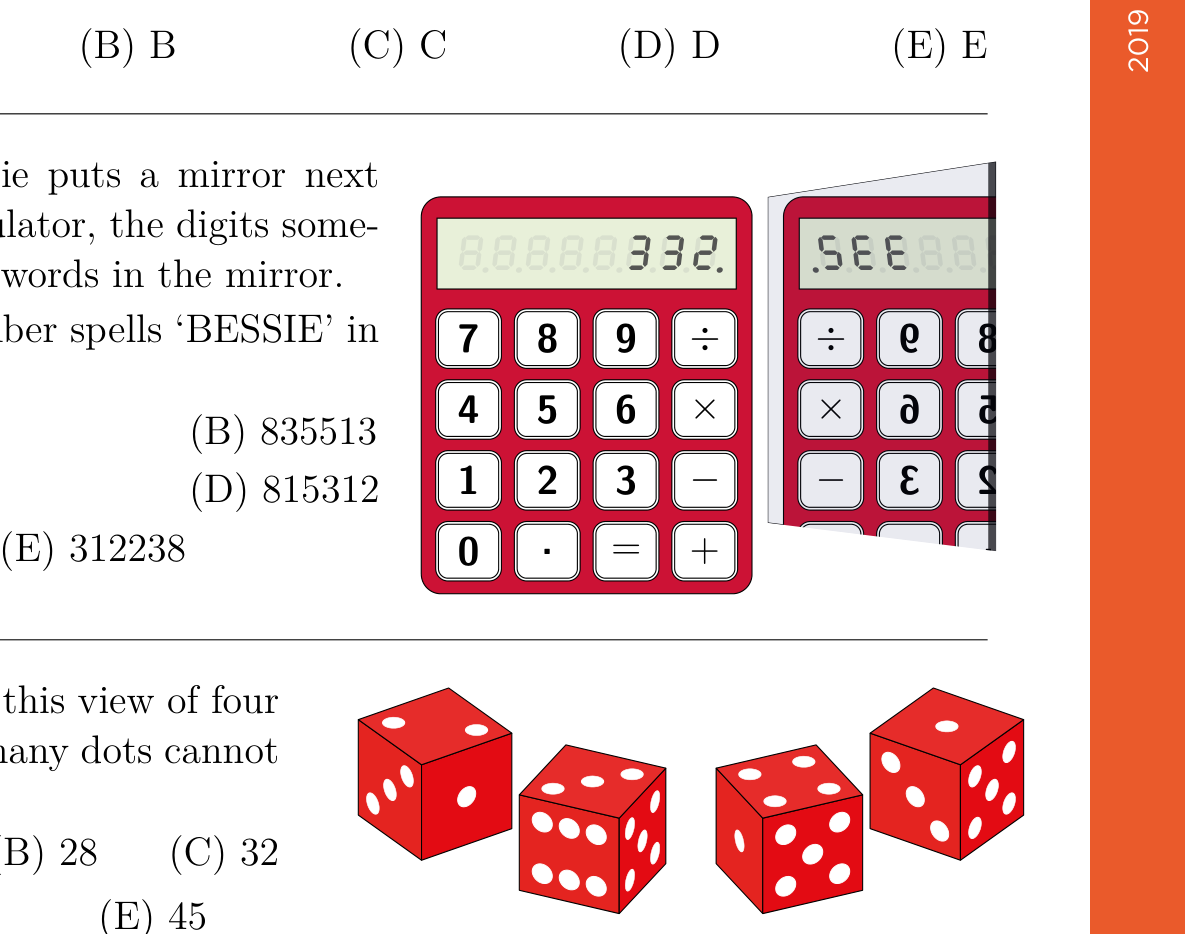 (B) B (C) C (D) D (E) E
2019
ie puts a mirror next
ulator, the digits some-
words in the mirror.
ber spells ‘BESSIE’ in
(B) 835513
(D) 815312
(E) 312238
332.
7 8 9 ÷
4 5 6 ×
1 2 3 −
0 . = +
this view of four
many dots cannot
(B) 28 (C) 32
(E) 45